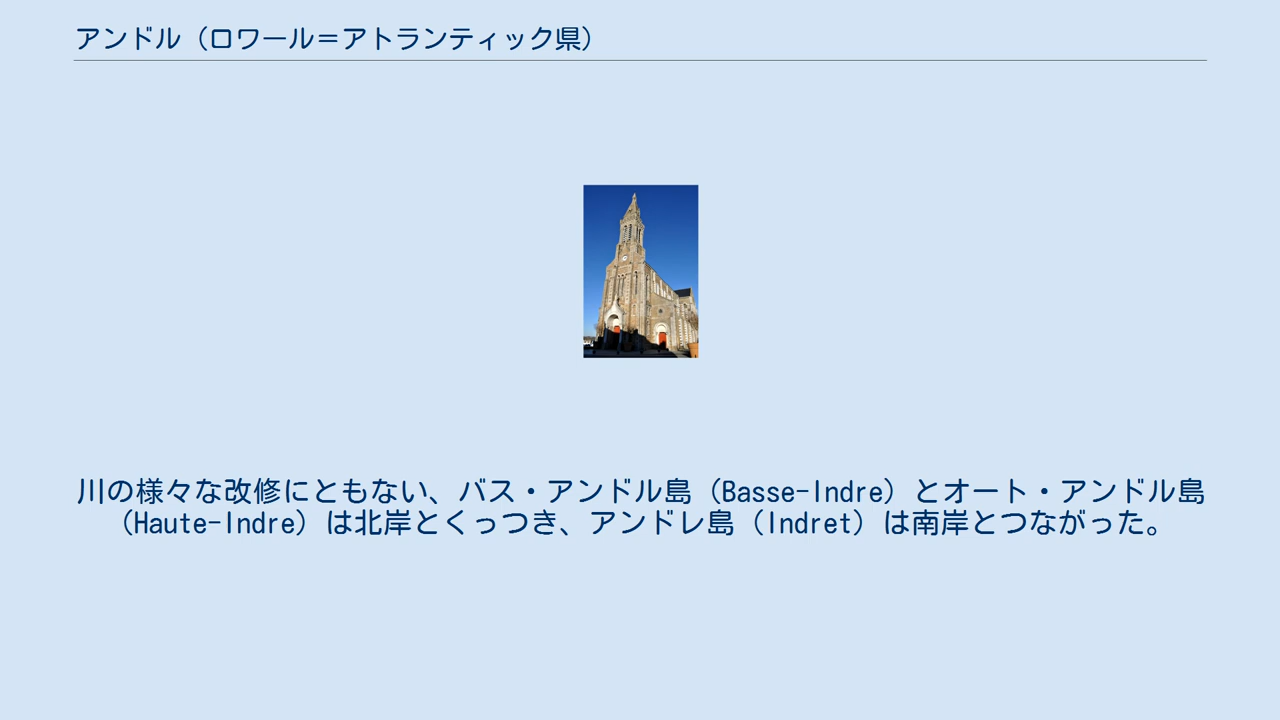 アンドル（ロワール＝アトランティック県）
川の様々な改修にともない、バス・アンドル島（Basse-Indre）とオート・アンドル島
（Haute-Indre）は北岸とくっつき、アンドレ島（Indret）は南岸とつながった。